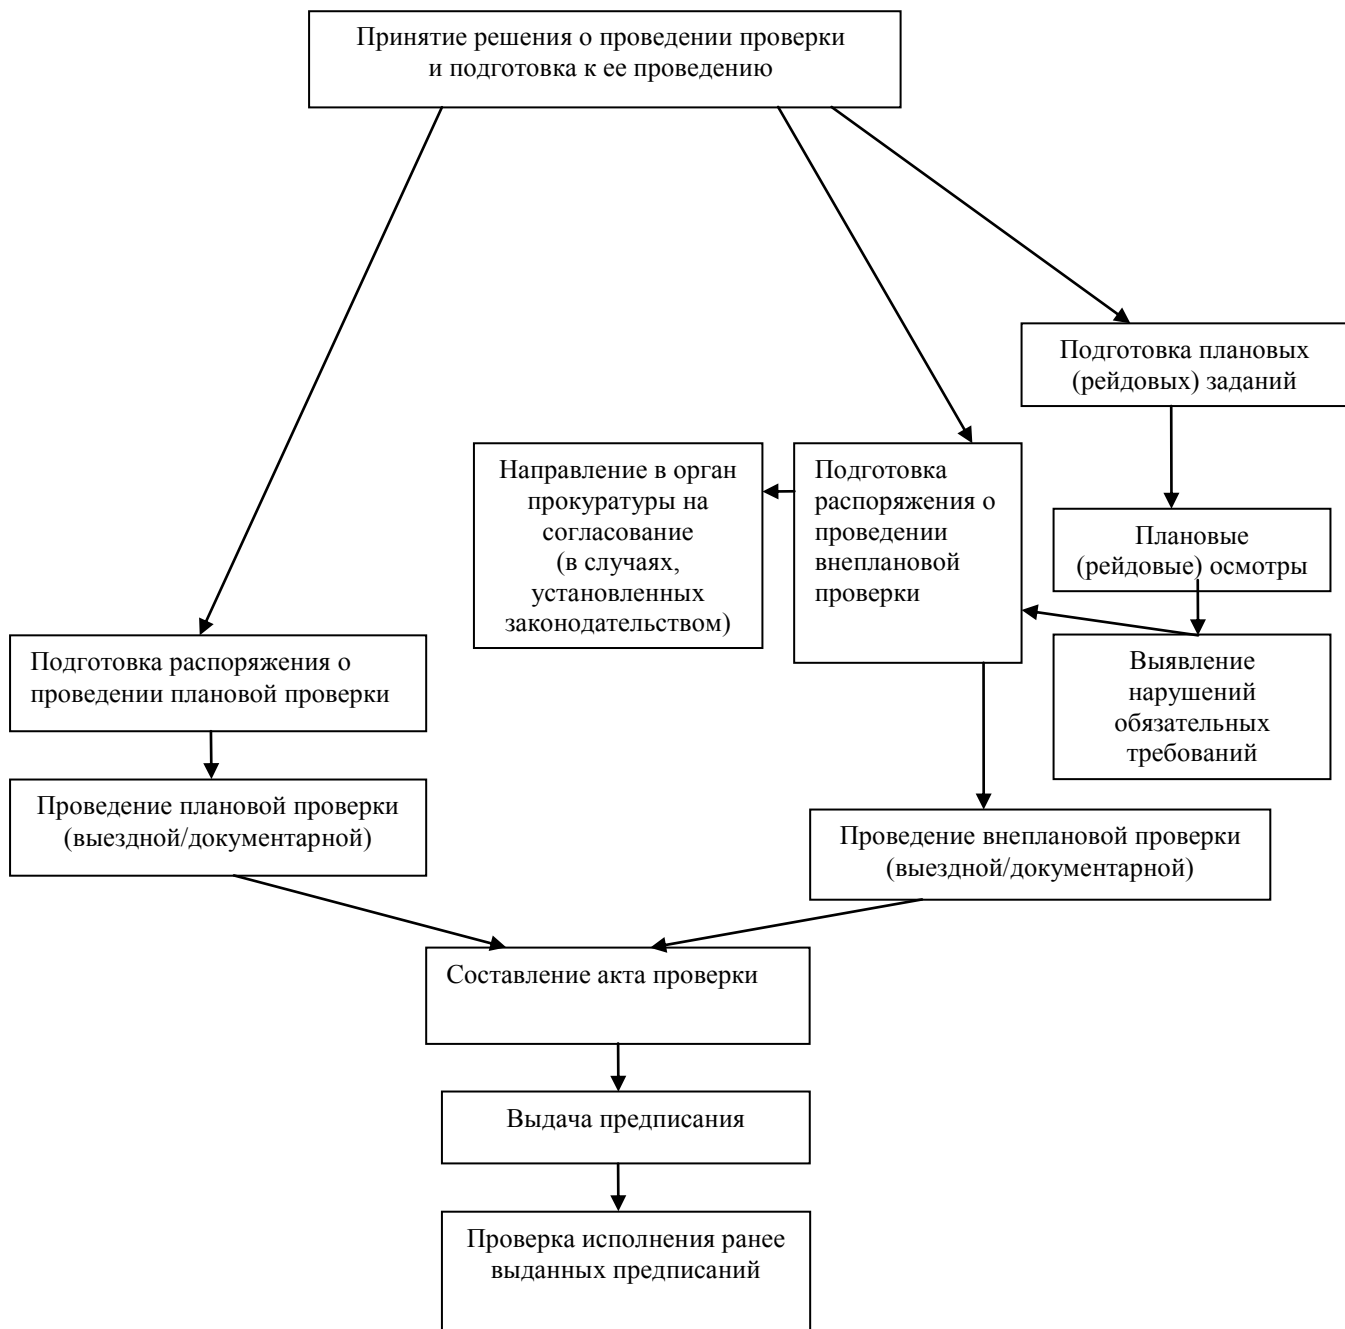 Принятие решения о проведении проверки
и подготовка к ее проведению
Подготовка плановых
(рейдовых) заданий
Направление в орган
прокуратуры на
согласование
(в случаях,
установленных
законодательством)
Подготовка
распоряжения о
проведении
внеплановой
проверки
Плановые
(рейдовые) осмотры
Подготовка распоряжения о
проведении плановой проверки
Выявление
нарушений
обязательных
требований
Проведение плановой проверки
(выездной/документарной)
Проведение внеплановой проверки
(выездной/документарной)
Составление акта проверки
Выдача предписания
Проверка исполнения ранее
выданных предписаний